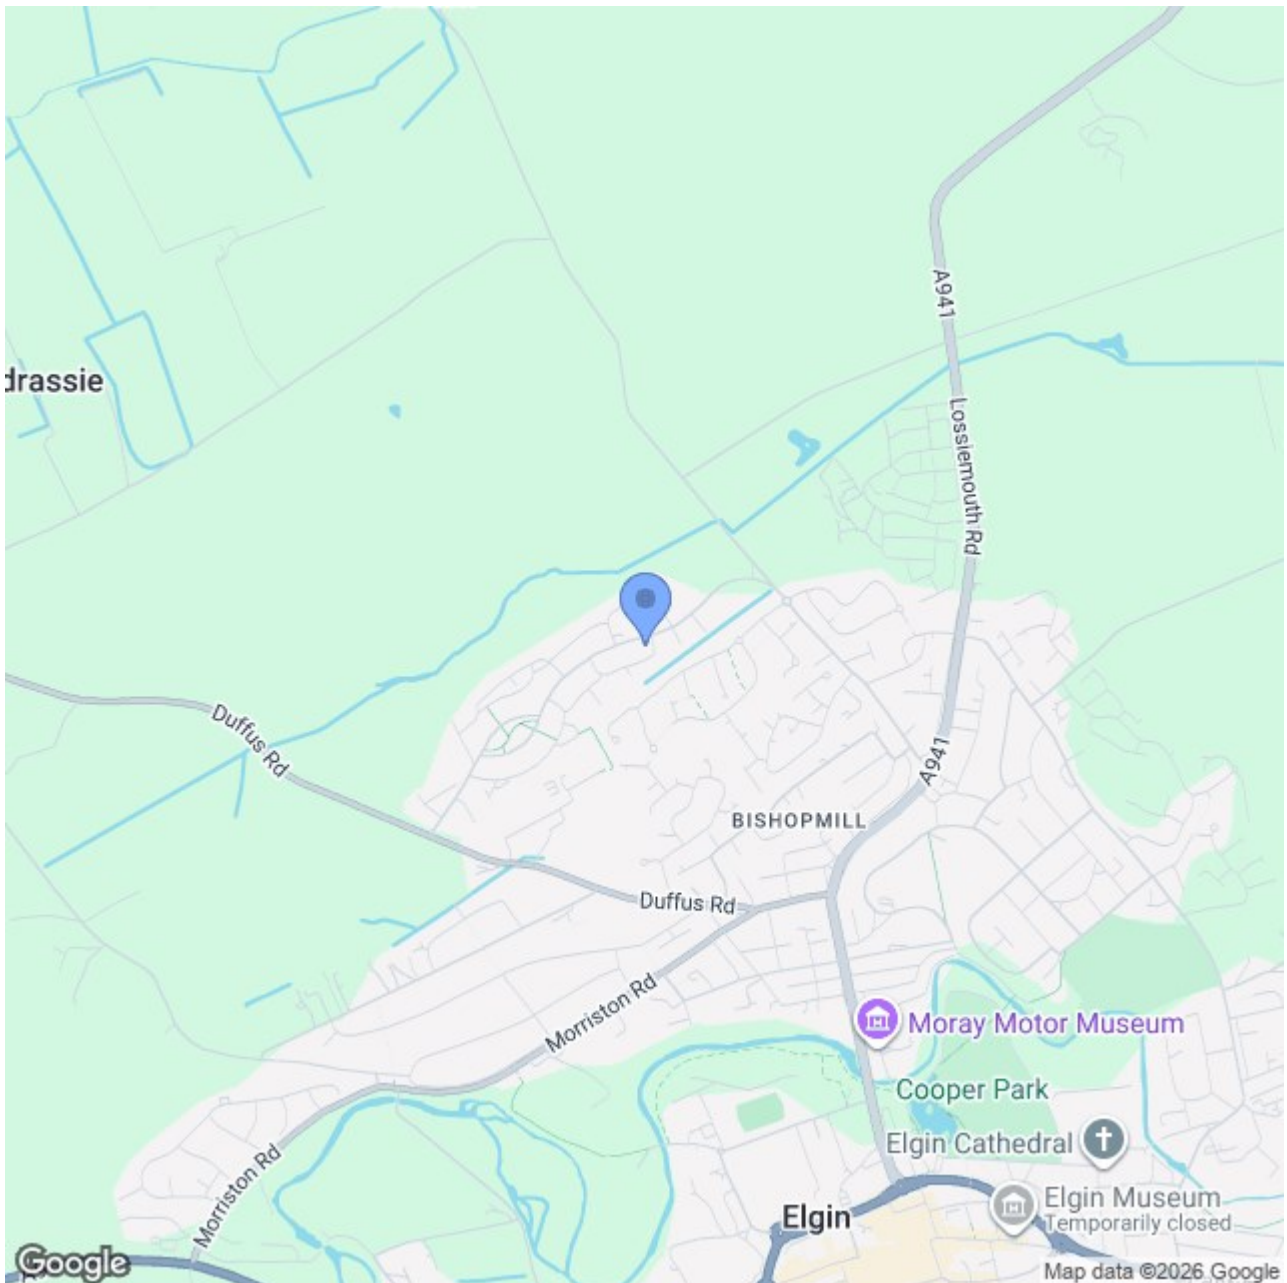 A941
drassie
Lossiemouth Rd
Duffus Rd
A941
BISHOPMILL
Duffus Rd
Morriston Rd
Moray Motor Museum
Cooper Park
Elgin Cathedral
Morriston Rd
Elgin Museum
Temporarily closed
Elgin
Google
Map data ©2026 Google